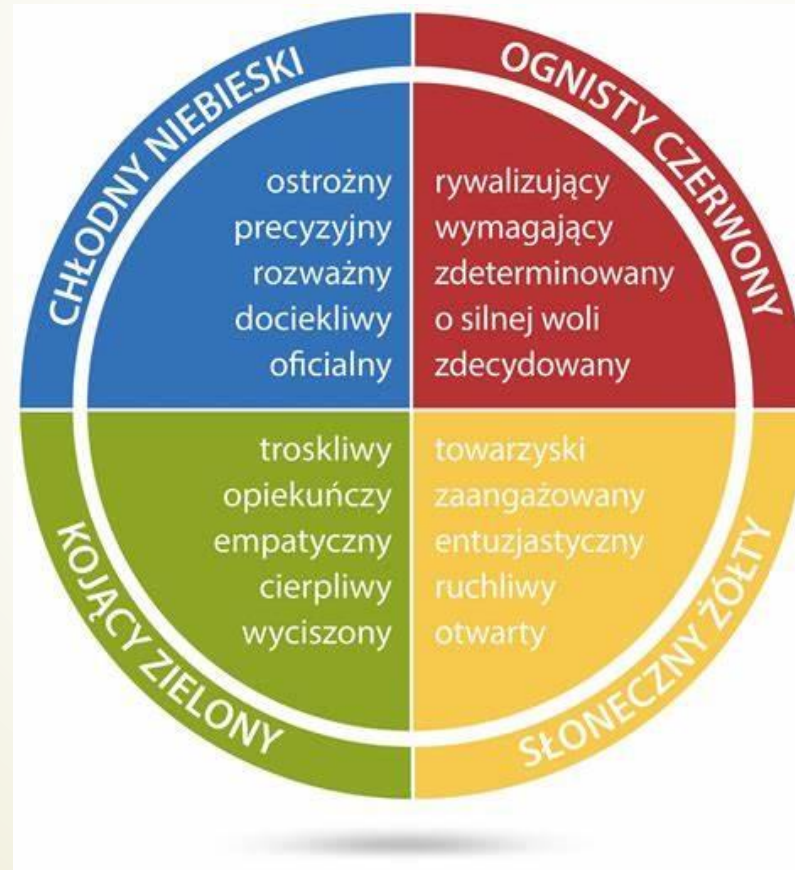 CHŁODNY NIEBIESKI
ostrożny
precyzyjny
rozważny
dociekliwy
oficialny
OGNISTY CZERWONY
rywalizujący
wymagający
zdeterminowany
o silnej woli
zdecydowany
KOJĄCY ZIELONY
troskliwy
opiekuńczy
empatyczny
cierpliwy
wyciszony
SŁONECZNY ŻÓŁTY
towarzyski
zaangażowany
entuzjastyczny
ruchliwy
otwarty